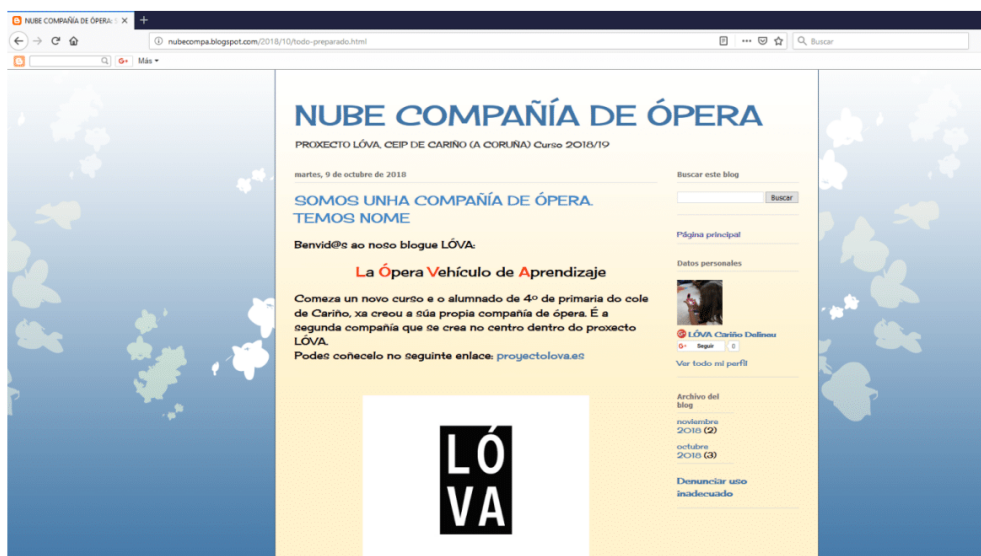 NUBE COMPAÑÍA DE ÓPERA: S
nubecompa.blogspot.com/2018/10/todo-preparado.html
Buscar
G+ Más
NUBE COMPAÑÍA DE ÓPERA
PROXECTO LÓVA, CEIP DE CARIÑO (A CORUÑA) Curso 2018/19
martes, 9 de octubre de 2018
SOMOS UNHA COMPAÑÍA DE ÓPERA.
TEMOS NOME
Benvid@s ao noso blogue LÓVA:
La Ópera Vehículo de Aprendizaje
Comeza un novo curso e o alumnado de 4º de primaria do cole
de Cariño, xa creou a súa propia compañía de ópera. É a
segunda compañía que se crea no centro dentro do proxecto
LÓVA.
Podes coñecelo no seguinte enlace: proyectolova.es
LÓ
VA
Buscar este blog
Buscar
Página principal
Datos personales
LÓVA Cariño Delineu
G+ Seguir 0
Ver todo mi perfil
Archivo del
blog
noviembre
2018 (2)
octubre
2018 (3)
Denunciar uso
inadecuado